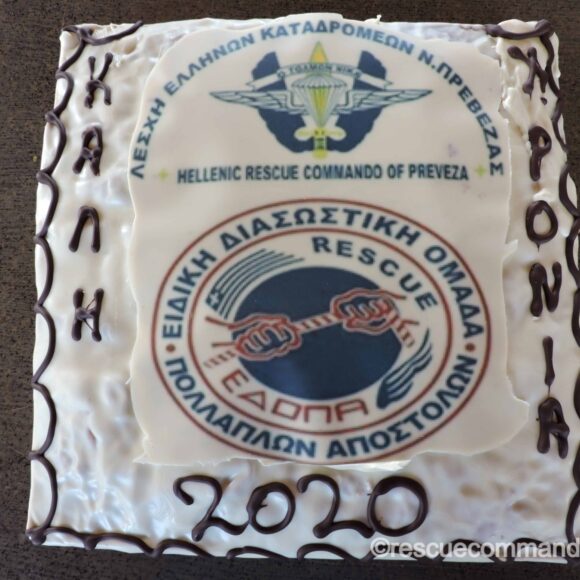 ΛΕΣΧΗ ΕΛΛΗΝΩΝ ΚΑΤΑΔΡΟΜΕΩΝ Ν.ΠΡΕΒΕΖΑΣ
Ο ΤΟΛΜΩΝ ΝΙΚΑ
HELLENIC RESCUE COMMANDO OF PREVEZA
ΕΙΔΙΚΗ ΔΙΑΣΩΣΤΙΚΗ ΟΜΑΔΑ
RESCUE
ΕΔΟΠΑ
ΠΟΛΛΑΠΛΩΝ ΑΠΟΣΤΟΛΩΝ
ΚΑΛΗ
Χ.ΡΟΝΙΑ
2020
©rescuecommand